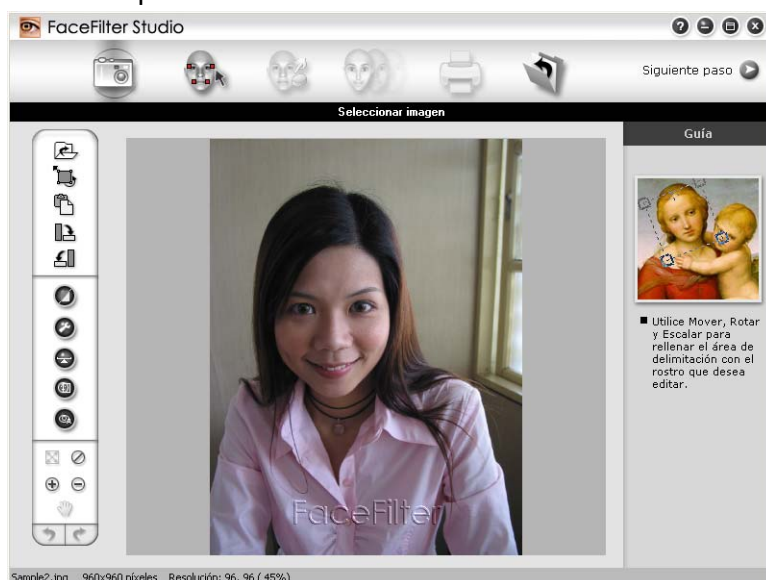 FaceFilter Studio
Siguiente paso
Seleccionar imagen
Guía
Utilice Mover, Rotar
y Escalar para
rellenar el área de
delimitación con el
rostro que desea
editar.
FaceFilter
Sample2.jpg 960x960 píxeles Resolución: 96, 96 ( 45%)